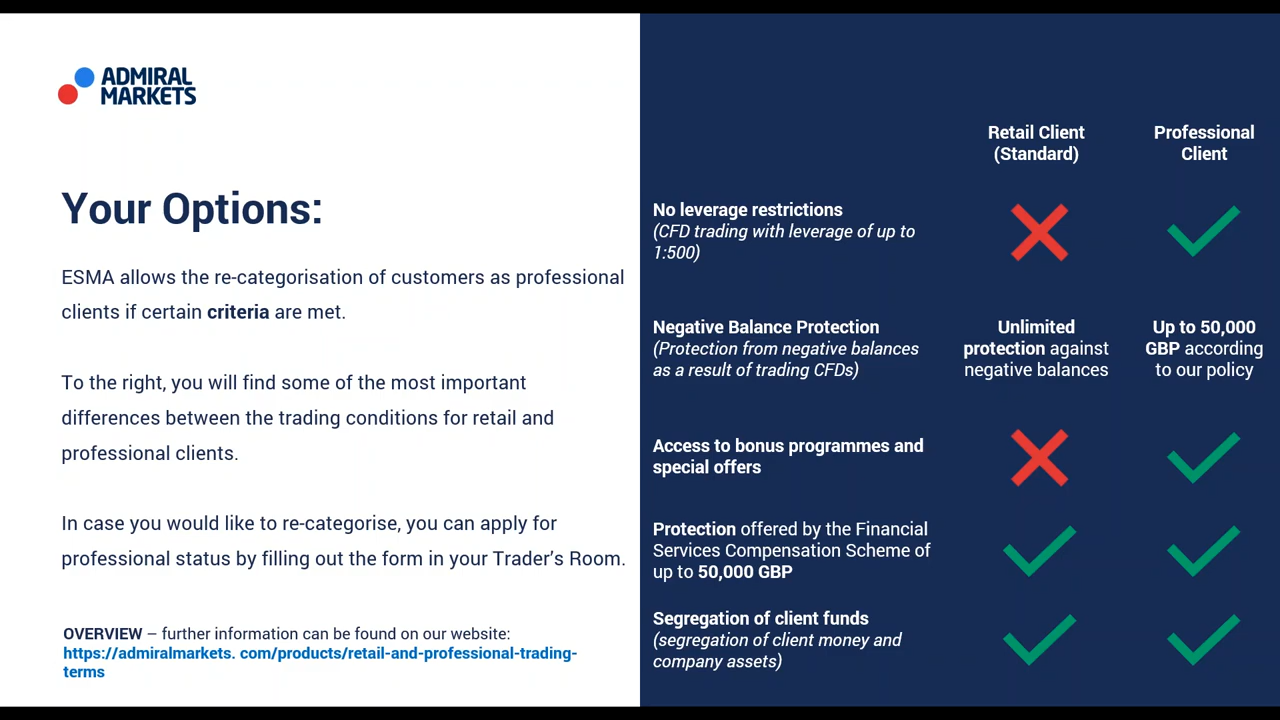 ADMIRAL
MARKETS
Your Options:
ESMA allows the re-categorisation of customers as professional
clients if certain criteria are met.
To the right, you will find some of the most important
differences between the trading conditions for retail and
professional clients.
In case you would like to re-categorise, you can apply for
professional status by filling out the form in your Trader’s Room.
OVERVIEW – further information can be found on our website:
https://admiralmarkets. com/products/retail-and-professional-trading-
terms
Retail Client
(Standard)
Professional
Client
No leverage restrictions
(CFD trading with leverage of up to
1:500)
Negative Balance Protection
(Protection from negative balances
as a result of trading CFDs)
Unlimited
protection against
negative balances
Up to 50,000
GBP according
to our policy
Access to bonus programmes and
special offers
Protection offered by the Financial
Services Compensation Scheme of
up to 50,000 GBP
Segregation of client funds
(segregation of client money and
company assets)